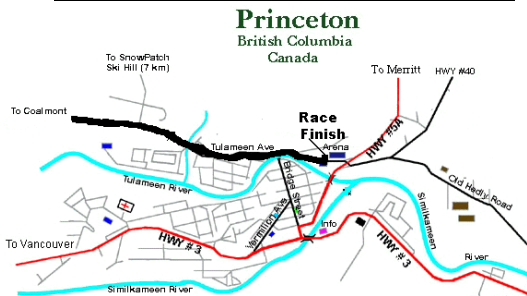 Princeton
British Columbia
Canada
To SnowPatch
Ski Hill (7 km)
To Merritt
HWY #40
To Coalmont
Race
Finish
Tulameen Ave
Arena
HWY #5A
Tulameen River
Bridge Street
Old Hedly Road
Vermilion Ave
Similkameen
River
Info
To Vancouver
HWY # 3
HWY # 3
Similkameen River